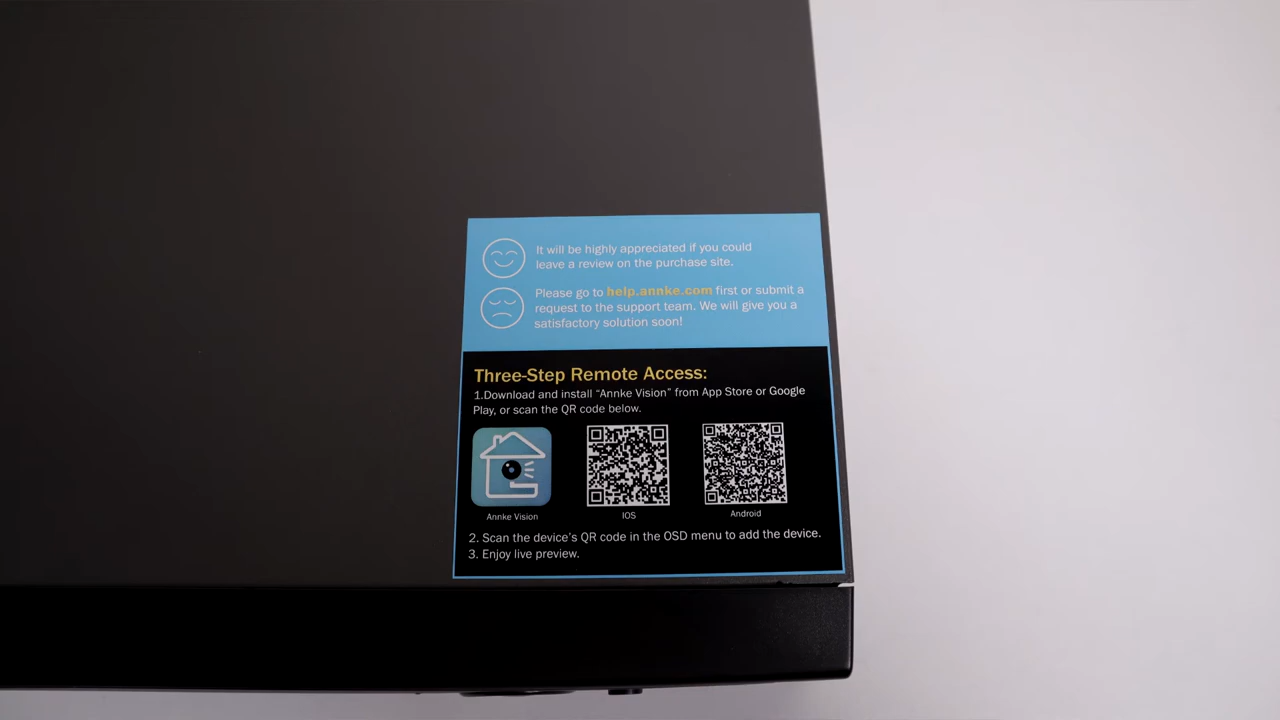 It will be highly appreciated if you could
leave a review on the purchase site.
Please go to help.annke.com first or submit a
request to the support team. We will give you a
satisfactory solution soon!
Three-Step Remote Access:
1.Download and install “Annke Vision” from App Store or Google
Play, or scan the QR code below.
Annke Vision
IOS
Android
2. Scan the device’s QR code in the OSD menu to add the device.
3. Enjoy live preview.